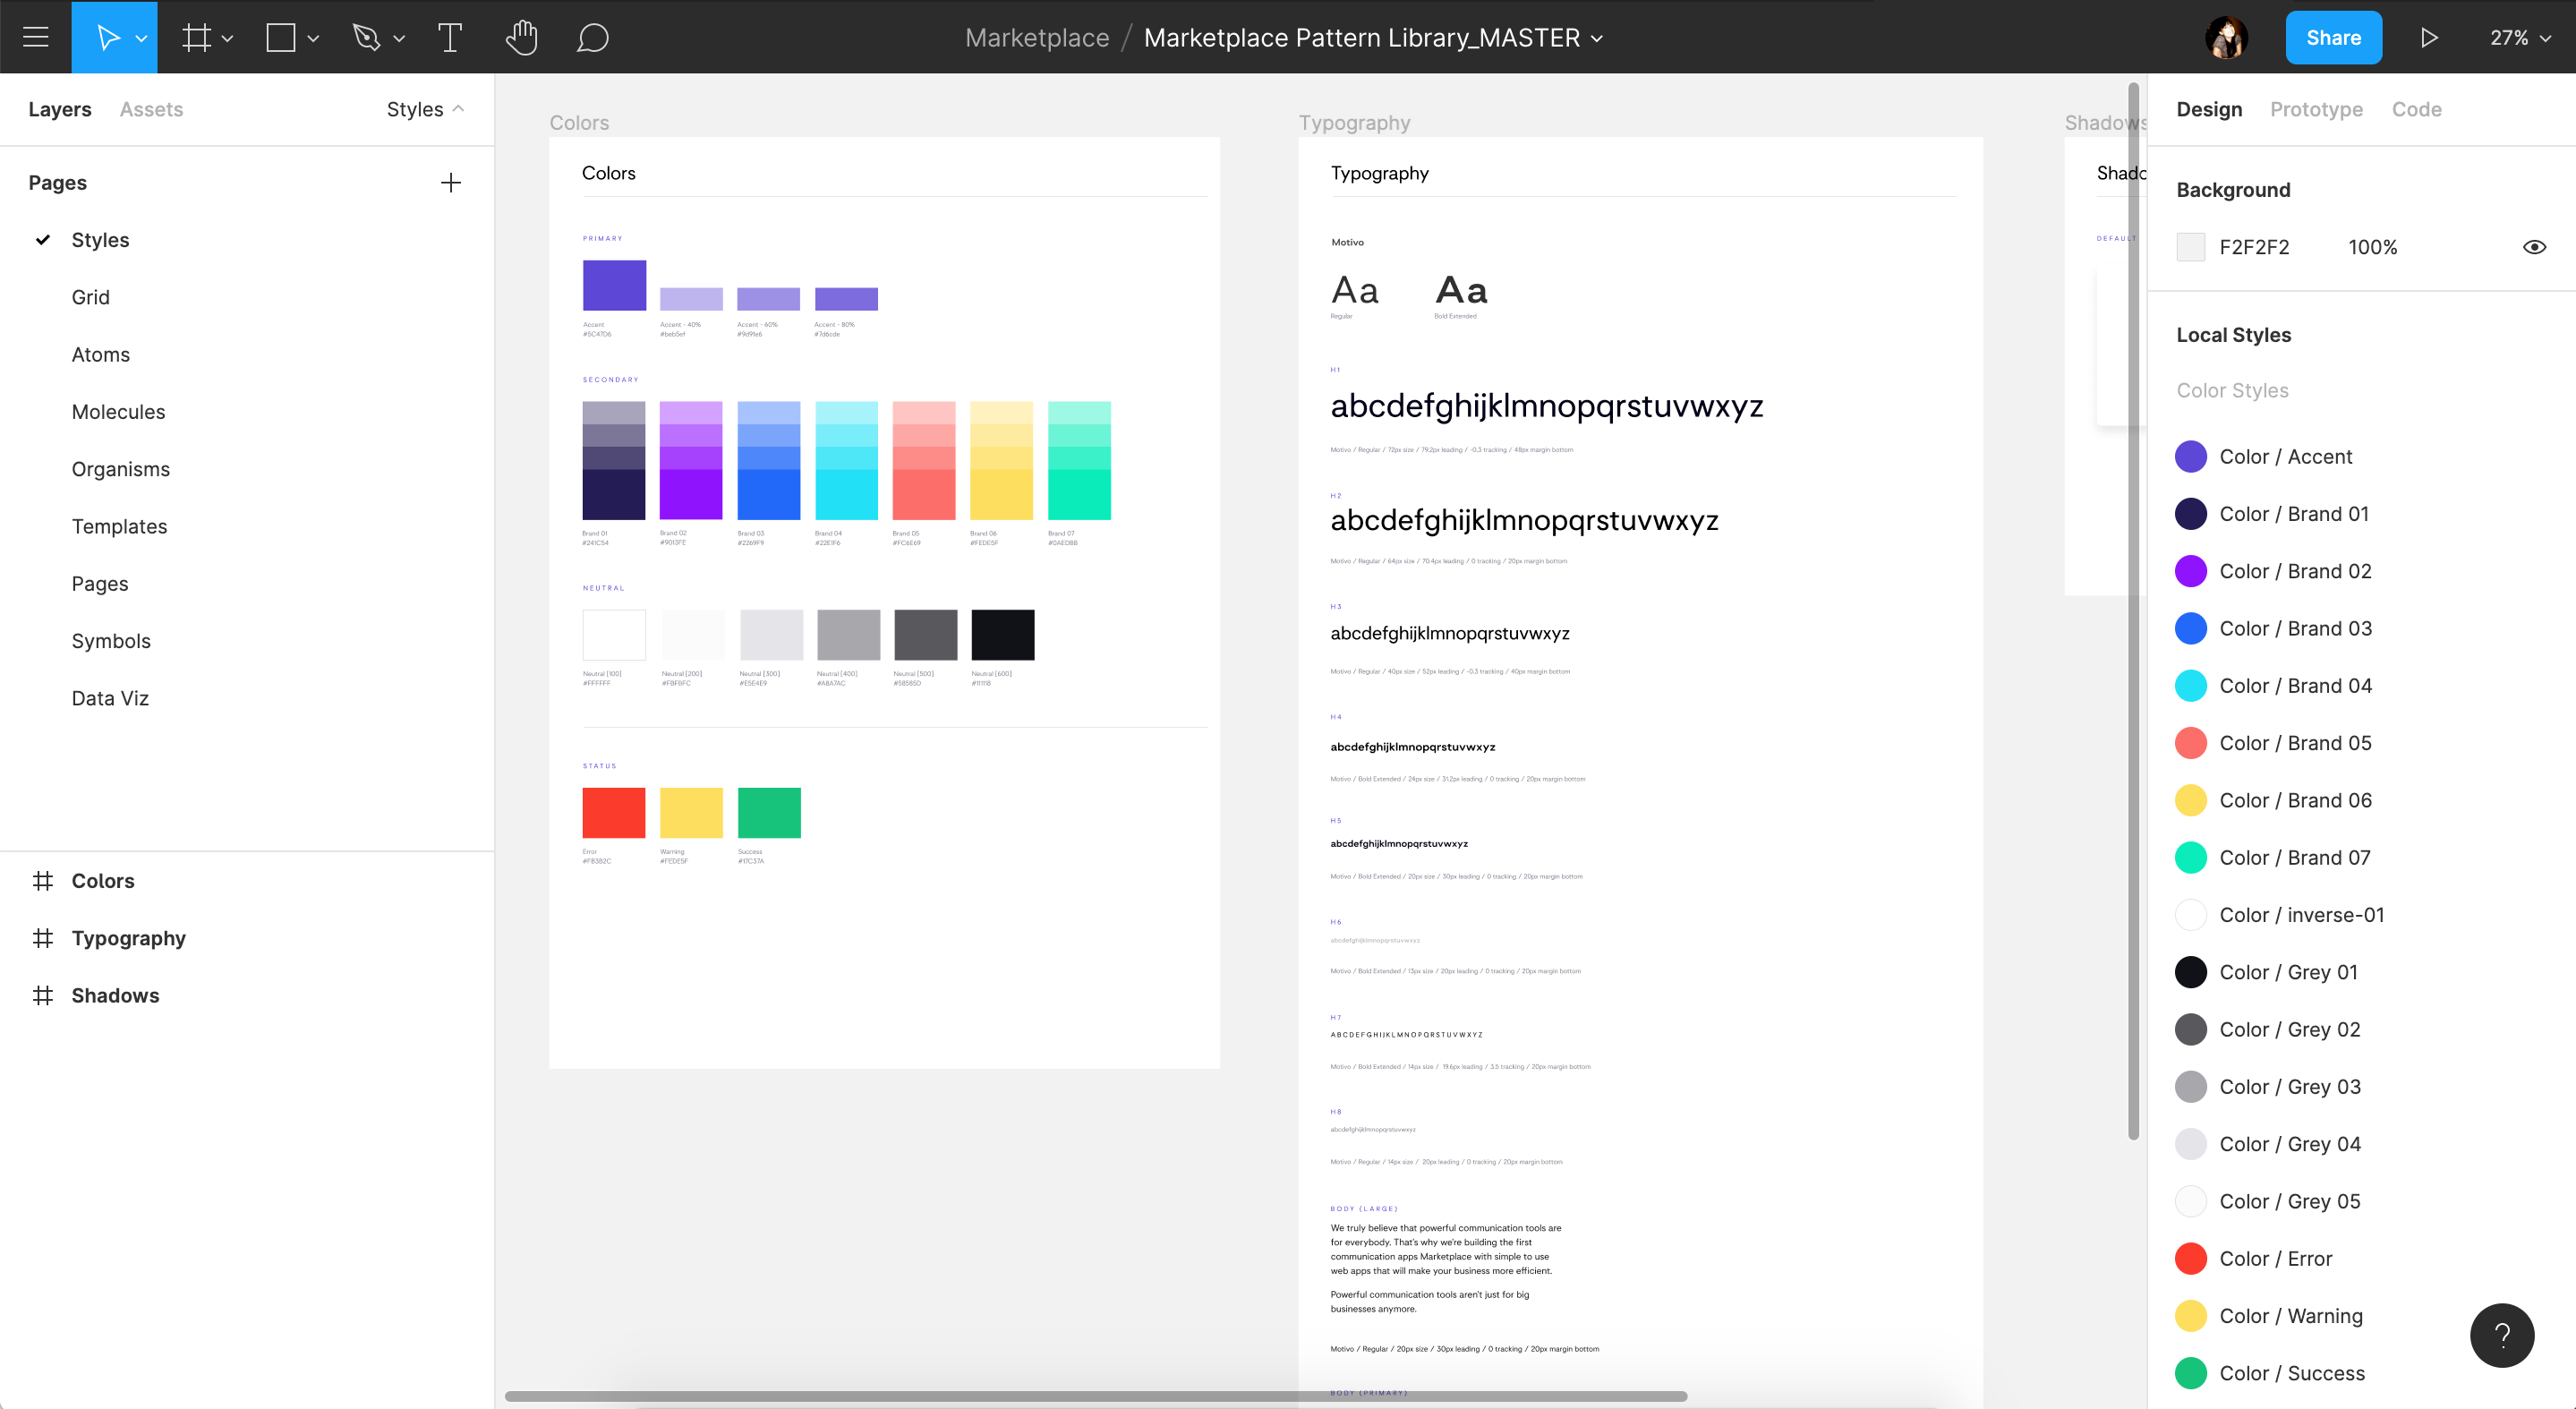 Marketplace / Marketplace Pattern Library_MASTER
Share
27%
Layers
Assets
Styles
Pages
Styles
Grid
Atoms
Molecules
Organisms
Templates
Pages
Symbols
Data Viz
Colors
Typography
Shadows
Colors
Colors
PRIMARY
Accent
#5C47D6
Accent - 40%
#beb5ef
Accent - 60%
#9d91e6
Accent - 80%
#7d6cde
SECONDARY
Brand 01
#241C54
Brand 02
#9013FE
Brand 03
#2269F9
Brand 04
#22E1F6
Brand 05
#FC6E69
Brand 06
#FEDE5F
Brand 07
#0AEDBB
NEUTRAL
Neutral [100]
#FFFFFF
Neutral [200]
#FBFBFC
Neutral [300]
#E5E4E9
Neutral [400]
#A8A7AC
Neutral [500]
#58585D
Neutral [600]
#111118
STATUS
Error
#FB3B2C
Warning
#FEDE5F
Success
#17C37A
Typography
Typography
Motivo
Aa
Regular
Aa
Bold Extended
H1
abcdefghijklmnopqrstuvwxyz
Motivo / Regular / 72px size / 79.2px leading / -0.3 tracking / 48px margin bottom
H2
abcdefghijklmnopqrstuvwxyz
Motivo / Regular / 64px size / 70.4px leading / 0 tracking / 20px margin bottom
H3
abcdefghijklmnopqrstuvwxyz
Motivo / Regular / 40px size / 52px leading / -0.3 tracking / 40px margin bottom
H4
abcdefghijklmnopqrstuvwxyz
Motivo / Bold Extended / 24px size / 31.2px leading / 0 tracking / 20px margin bottom
H5
abcdefghijklmnopqrstuvwxyz
Motivo / Bold Extended / 20px size / 30px leading / 0 tracking / 20px margin bottom
H6
abcdefghijklmnopqrstuvwxyz
Motivo / Bold Extended / 13px size / 20px leading / 0 tracking / 20px margin bottom
H7
ABCDEFGHIJKLMNOPQRSTUVWXYZ
Motivo / Bold Extended / 14px size / 19.6px leading / 3.5 tracking / 20px margin bottom
H8
abcdefghijklmnopqrstuvwxyz
Motivo / Regular / 14px size / 20px leading / 0 tracking / 20px margin bottom
BODY (LARGE)
We truly believe that powerful communication tools are
for everybody. That's why we're building the first
communication apps Marketplace with simple to use
web apps that will make your business more efficient.
Powerful communication tools aren't just for big
businesses anymore.
Motivo / Regular / 20px size / 30px leading / 0 tracking / 20px margin bottom
BODY (PRIMARY)
Shadows
Shado
DEFAULT
Design
Prototype
Code
Background
F2F2F2
100%
Local Styles
Color Styles
Color / Accent
Color / Brand 01
Color / Brand 02
Color / Brand 03
Color / Brand 04
Color / Brand 05
Color / Brand 06
Color / Brand 07
Color / inverse-01
Color / Grey 01
Color / Grey 02
Color / Grey 03
Color / Grey 04
Color / Grey 05
Color / Error
Color / Warning
Color / Success
?